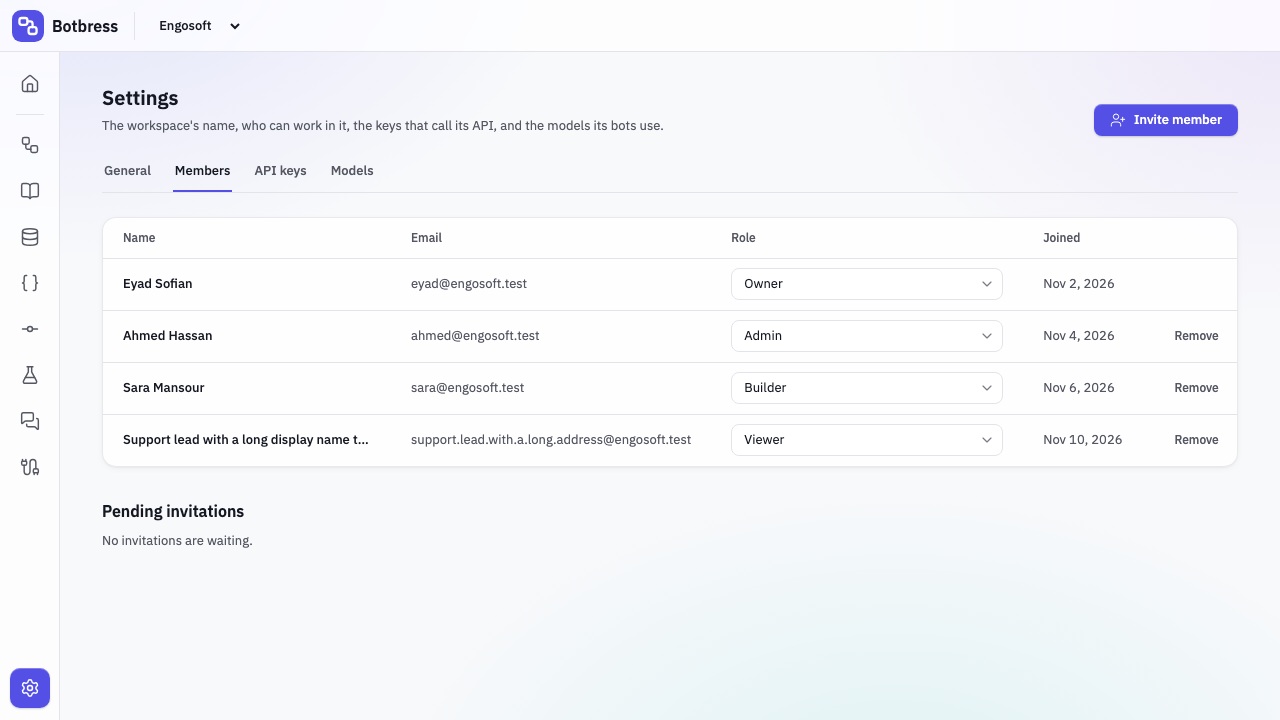 Botbress
Engosoft
Settings
The workspace's name, who can work in it, the keys that call its API, and the models its bots use.
Invite member
General Members API keys Models
Name Email Role Joined
Eyad Sofian eyad@engosoft.test Owner Nov 2, 2026
Ahmed Hassan ahmed@engosoft.test Admin Nov 4, 2026 Remove
Sara Mansour sara@engosoft.test Builder Nov 6, 2026 Remove
Support lead with a long display name t... support.lead.with.a.long.address@engosoft.test Viewer Nov 10, 2026 Remove
Pending invitations
No invitations are waiting.